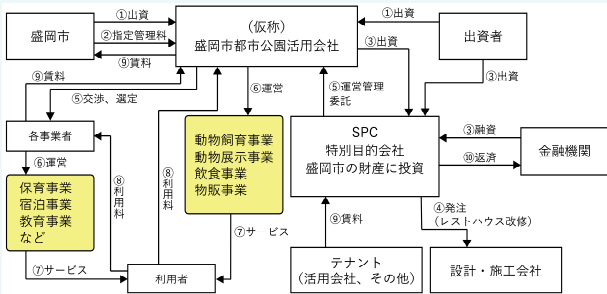 ①出資
盛岡市
②指定管理料
⑨賃料
(仮称)
盛岡市都市公園活用会社
①出資
出資者
③出資
③出資
⑨賃料
⑤交渉、選定
⑥運営
⑤運営管理
委託
各事業者
⑥運営
保育事業
宿泊事業
教育事業
など
⑧利用料
⑧利用料
動物飼育事業
動物展示事業
飲食事業
物販事業
SPC
特別目的会社
盛岡市の財産に投資
③融資
⑩返済
金融機関
⑦サービス
⑦サ ビス
⑨賃料
④発注
(レストハウス改修)
利用者
テナント
(活用会社、その他)
設計・施工会社